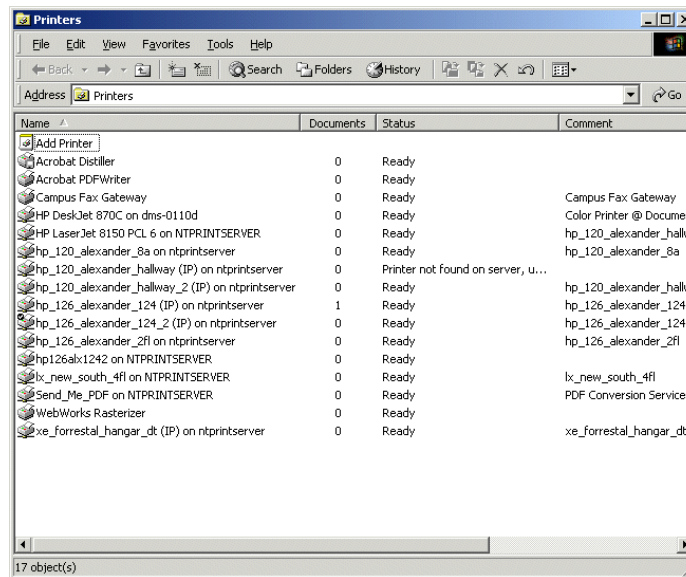 Printers
File Edit View Favorites Tools Help
Back Search Folders History
Address Printers Go
Name Documents Status Comment
Add Printer
Acrobat Distiller 0 Ready
Acrobat PDFWriter 0 Ready
Campus Fax Gateway 0 Ready Campus Fax Gateway
HP DeskJet 870C on dms-0110d 0 Ready Color Printer @ Docume
HP LaserJet 8150 PCL 6 on NTPRINTSERVER 0 Ready hp_120_alexander_hallw
hp_120_alexander_8a on ntprintserver 0 Ready hp_120_alexander_8a
hp_120_alexander_hallway (IP) on ntprintserver 0 Printer not found on server, u...
hp_120_alexander_hallway_2 (IP) on ntprintserver 0 Ready hp_120_alexander_hallw
hp_126_alexander_124 (IP) on ntprintserver 1 Ready hp_126_alexander_124
hp_126_alexander_124_2 (IP) on ntprintserver 0 Ready hp_126_alexander_124
hp_126_alexander_2fl on ntprintserver 0 Ready hp_126_alexander_2fl
hp126alx1242 on NTPRINTSERVER 0 Ready
lx_new_south_4fl on NTPRINTSERVER 0 Ready lx_new_south_4fl
Send_Me_PDF on NTPRINTSERVER 0 Ready PDF Conversion Service
WebWorks Rasterizer 0 Ready
xe_forrestal_hangar_dt (IP) on ntprintserver 0 Ready xe_forrestal_hangar_dt
17 object(s)